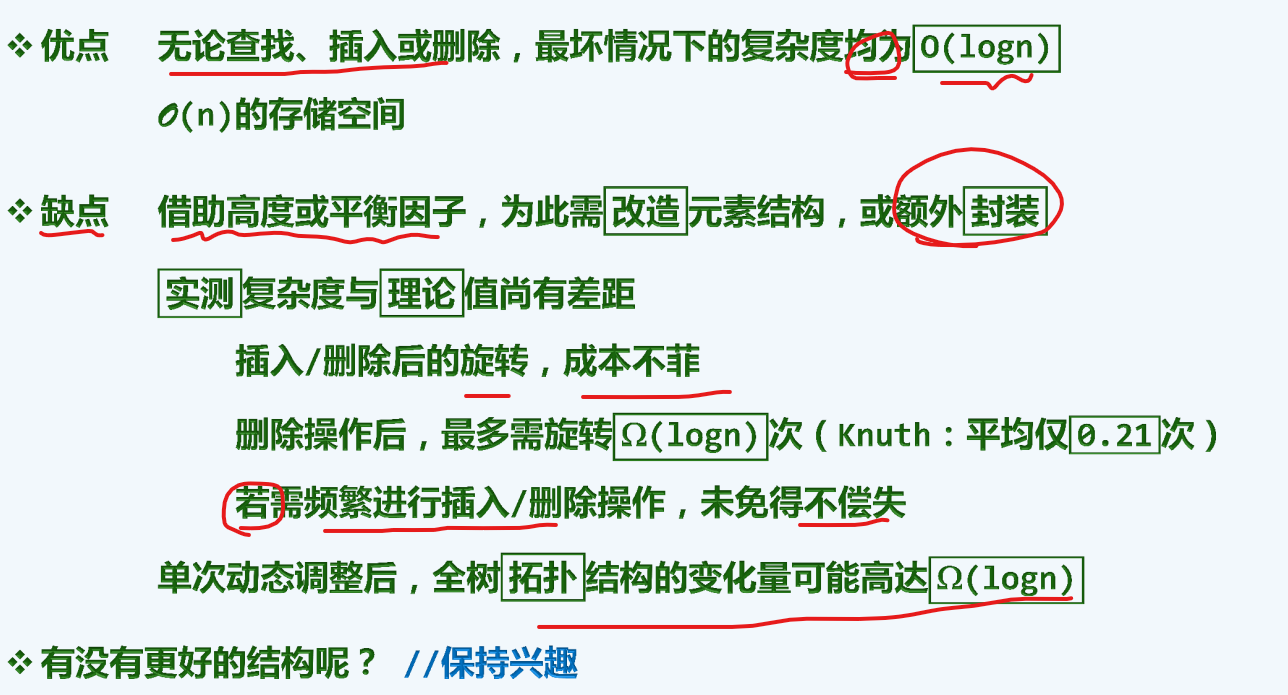 ❖ 优点 无论查找、插入或删除，最坏情况下的复杂度均为O(logn)
O(n)的存储空间
❖ 缺点 借助高度或平衡因子，为此需改造元素结构，或额外封装
实测复杂度与理论值尚有差距
插入/删除后的旋转，成本不菲
删除操作后，最多需旋转Ω(logn)次（Knuth：平均仅0.21次）
若需频繁进行插入/删除操作，未免得不偿失
单次动态调整后，全树拓扑结构的变化量可能高达Ω(logn)
❖ 有没有更好的结构呢？ //保持兴趣